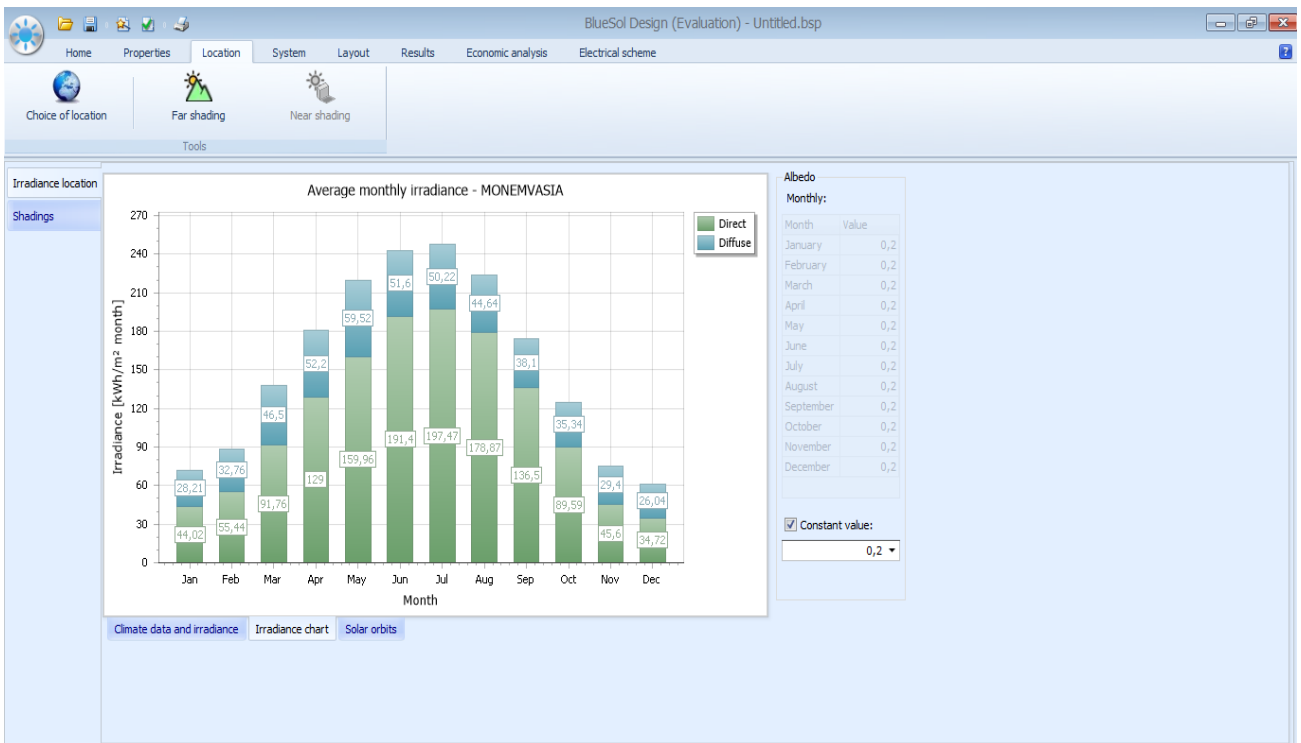 BlueSol Design (Evaluation) - Untitled.bsp
Home Properties Location System Layout Results Economic analysis Electrical scheme
Choice of location Far shading Near shading
Tools
Irradiance location
Shadings
Average monthly irradiance - MONEMVASIA
Irradiance [kWh/m² month]
270
240
210
180
150
120
90
60
30
0
28,21 32,76 46,5 52,2 59,52 51,6 50,22 44,64 38,1 35,34 29,4 26,04
44,02 55,44 91,76 129 159,96 191,4 197,47 178,87 136,5 89,59 45,6 34,72
Jan Feb Mar Apr May Jun Jul Aug Sep Oct Nov Dec
Month
Direct
Diffuse
Climate data and irradiance Irradiance chart Solar orbits
Albedo
Monthly:
Month Value
January 0,2
February 0,2
March 0,2
April 0,2
May 0,2
June 0,2
July 0,2
August 0,2
September 0,2
October 0,2
November 0,2
December 0,2
Constant value:
0,2